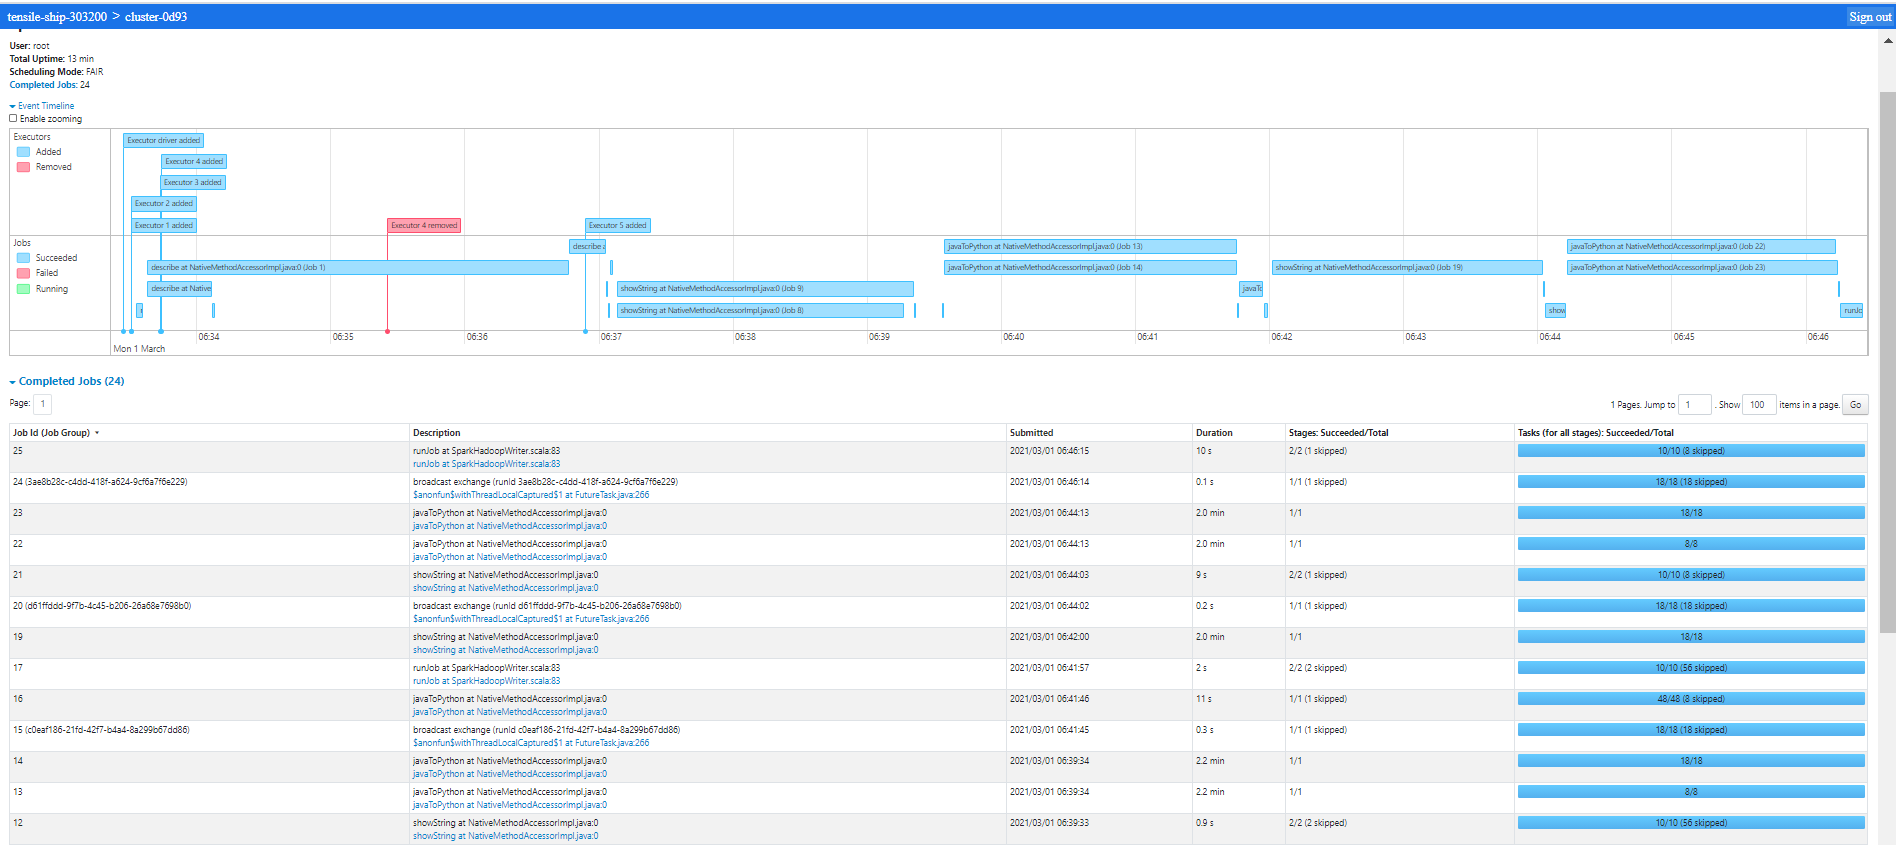 tensile-ship-303200 > cluster-0d93
Sign out
User: root
Total Uptime: 13 min
Scheduling Mode: FAIR
Completed Jobs: 24
Event Timeline
Enable zooming
Executors
Added
Removed
Executor driver added
Executor 4 added
Executor 3 added
Executor 2 added
Executor 1 added
Executor 4 removed
Executor 5 added
Jobs
Succeeded
Failed
Running
describe a
javaToPython at NativeMethodAccessorImpl.java:0 (Job 13)
javaToPython at NativeMethodAccessorImpl.java:0 (Job 22)
describe at NativeMethodAccessorImpl.java:0 (Job 1)
javaToPython at NativeMethodAccessorImpl.java:0 (Job 14)
showString at NativeMethodAccessorImpl.java:0 (Job 19)
javaToPython at NativeMethodAccessorImpl.java:0 (Job 23)
describe at Native
showString at NativeMethodAccessorImpl.java:0 (Job 9)
javaTo
showString at NativeMethodAccessorImpl.java:0 (Job 8)
show
runJo
06:34 06:35 06:36 06:37 06:38 06:39 06:40 06:41 06:42 06:43 06:44 06:45 06:46
Mon 1 March
Completed Jobs (24)
Page: 1
1 Pages. Jump to 1 . Show 100 items in a page. Go
Job Id (Job Group) Description Submitted Duration Stages: Succeeded/Total Tasks (for all stages): Succeeded/Total
25 runJob at SparkHadoopWriter.scala:83 2021/03/01 06:46:15 10 s 2/2 (1 skipped) 10/10 (8 skipped)
runJob at SparkHadoopWriter.scala:83
24 (3ae8b28c-c4dd-418f-a624-9cf6a7f6e229) broadcast exchange (runId 3ae8b28c-c4dd-418f-a624-9cf6a7f6e229) 2021/03/01 06:46:14 0.1 s 1/1 (1 skipped) 18/18 (18 skipped)
$anonfun$withThreadLocalCaptured$1 at FutureTask.java:266
23 javaToPython at NativeMethodAccessorImpl.java:0 2021/03/01 06:44:13 2.0 min 1/1 18/18
javaToPython at NativeMethodAccessorImpl.java:0
22 javaToPython at NativeMethodAccessorImpl.java:0 2021/03/01 06:44:13 2.0 min 1/1 8/8
javaToPython at NativeMethodAccessorImpl.java:0
21 showString at NativeMethodAccessorImpl.java:0 2021/03/01 06:44:03 9 s 2/2 (1 skipped) 10/10 (8 skipped)
showString at NativeMethodAccessorImpl.java:0
20 (d61ffddd-9f7b-4c45-b206-26a68e7698b0) broadcast exchange (runId d61ffddd-9f7b-4c45-b206-26a68e7698b0) 2021/03/01 06:44:02 0.2 s 1/1 (1 skipped) 18/18 (18 skipped)
$anonfun$withThreadLocalCaptured$1 at FutureTask.java:266
19 showString at NativeMethodAccessorImpl.java:0 2021/03/01 06:42:00 2.0 min 1/1 18/18
showString at NativeMethodAccessorImpl.java:0
17 runJob at SparkHadoopWriter.scala:83 2021/03/01 06:41:57 2 s 2/2 (2 skipped) 10/10 (56 skipped)
runJob at SparkHadoopWriter.scala:83
16 javaToPython at NativeMethodAccessorImpl.java:0 2021/03/01 06:41:46 11 s 1/1 (1 skipped) 48/48 (8 skipped)
javaToPython at NativeMethodAccessorImpl.java:0
15 (c0eaf186-21fd-42f7-b4a4-8a299b67dd86) broadcast exchange (runId c0eaf186-21fd-42f7-b4a4-8a299b67dd86) 2021/03/01 06:41:45 0.3 s 1/1 (1 skipped) 18/18 (18 skipped)
$anonfun$withThreadLocalCaptured$1 at FutureTask.java:266
14 javaToPython at NativeMethodAccessorImpl.java:0 2021/03/01 06:39:34 2.2 min 1/1 18/18
javaToPython at NativeMethodAccessorImpl.java:0
13 javaToPython at NativeMethodAccessorImpl.java:0 2021/03/01 06:39:34 2.2 min 1/1 8/8
javaToPython at NativeMethodAccessorImpl.java:0
12 showString at NativeMethodAccessorImpl.java:0 2021/03/01 06:39:33 0.9 s 2/2 (2 skipped) 10/10 (56 skipped)
showString at NativeMethodAccessorImpl.java:0